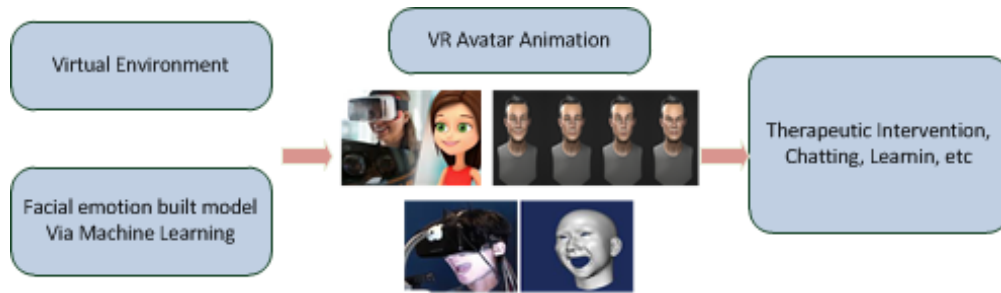 Virtual Environment
Facial emotion built model
Via Machine Learning
VR Avatar Animation
Therapeutic Intervention,
Chatting, Learnin, etc